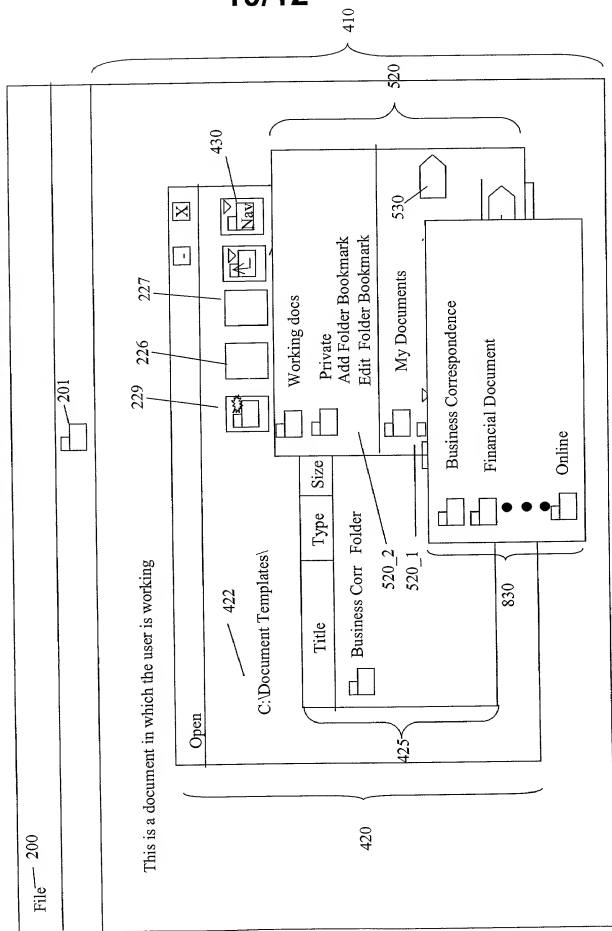 File 200
201
410
This is a document in which the user is working
Open
- X
229
226
227
430
Nav
520
422
C:\Document Templates\
Title Type Size
Business Corr Folder
Working docs
Private
Add Folder Bookmark
Edit Folder Bookmark
My Documents
530
520_2
520_1
Business Correspondence
Financial Document
Online
425
830
420